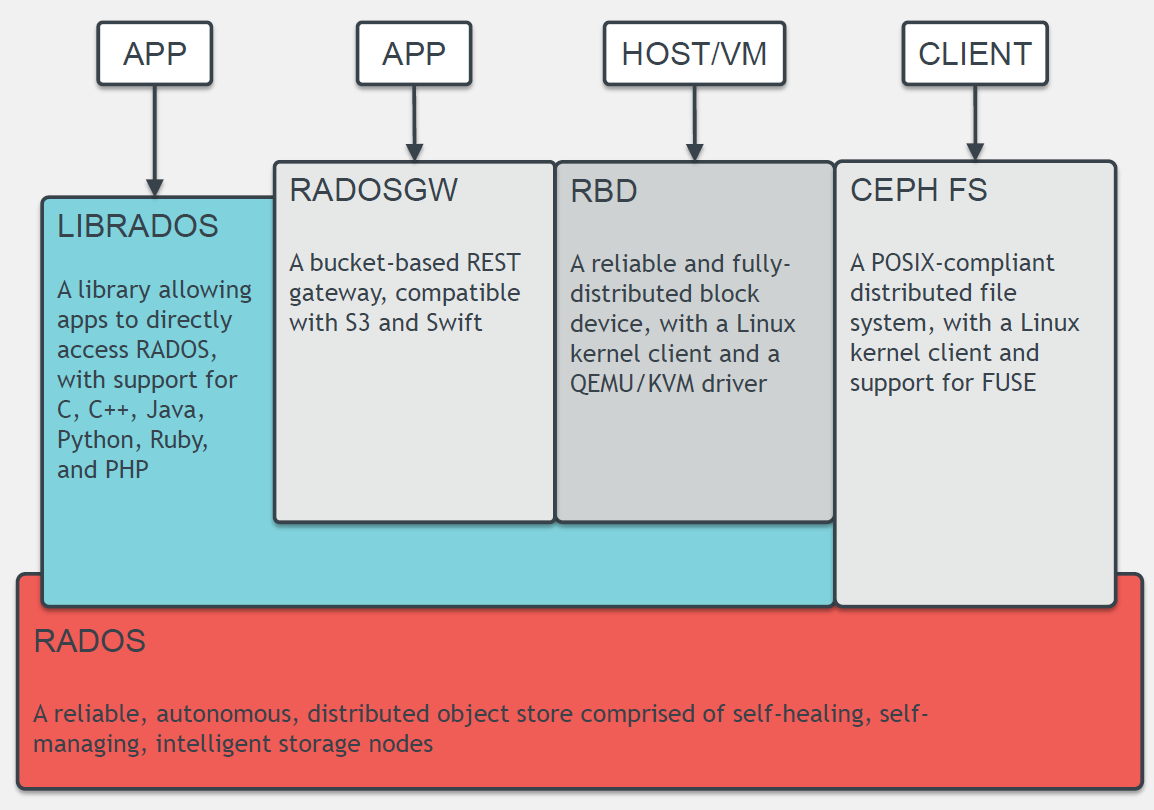 APP
APP
HOST/VM
CLIENT
LIBRADOS
A library allowing
apps to directly
access RADOS,
with support for
C, C++, Java,
Python, Ruby,
and PHP
RADOSGW
A bucket-based REST
gateway, compatible
with S3 and Swift
RBD
A reliable and fully-
distributed block
device, with a Linux
kernel client and a
QEMU/KVM driver
CEPH FS
A POSIX-compliant
distributed file
system, with a Linux
kernel client and
support for FUSE
RADOS
A reliable, autonomous, distributed object store comprised of self-healing, self-
managing, intelligent storage nodes